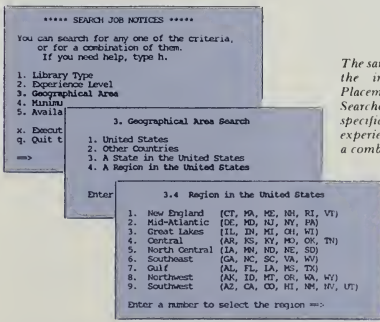 ***** SEARCH JOB NOTICES *****
You can search for any one of the criteria,
or for a combination of them.
If you need help, type h.
1. Library Type
2. Experience Level
3. Geographical Area
4. Minimu
5. Availa
x. Execut
q. Quit t
==>
3. Geographical Area Search
1. United States
2. Other Countries
3. A State in the United States
4. A Region in the United States
Enter
3.4 Region in the United States
1. New England (CT, MA, ME, NH, RI, VT)
2. Mid-Atlantic (DE, MD, NJ, NY, PA)
3. Great Lakes (IL, IN, MI, OH, WI)
4. Central (AR, KS, KY, MO, OK, TN)
5. North Central (IA, MN, ND, NE, SD)
6. Southeast (GA, NC, SC, VA, WV)
7. Gulf (AL, FL, LA, MS, TX)
8. Northwest (AK, ID, MT, OR, WA, WY)
9. Southwest (AZ, CA, CO, HI, NM, NV, UT)
Enter a number to select the region ==>
The sa
the in
Placem
Searche
specific
experie
a comb